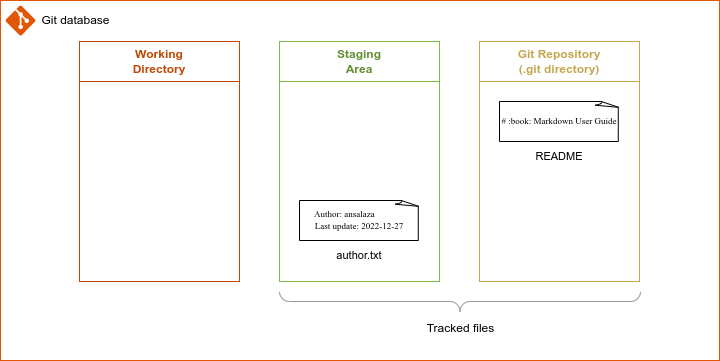 Git database
Working
Directory
Staging
Area
Git Repository
(.git directory)
# :book: Markdown User Guide
README
Author: ansalaza
Last update: 2022-12-27
author.txt
Tracked files